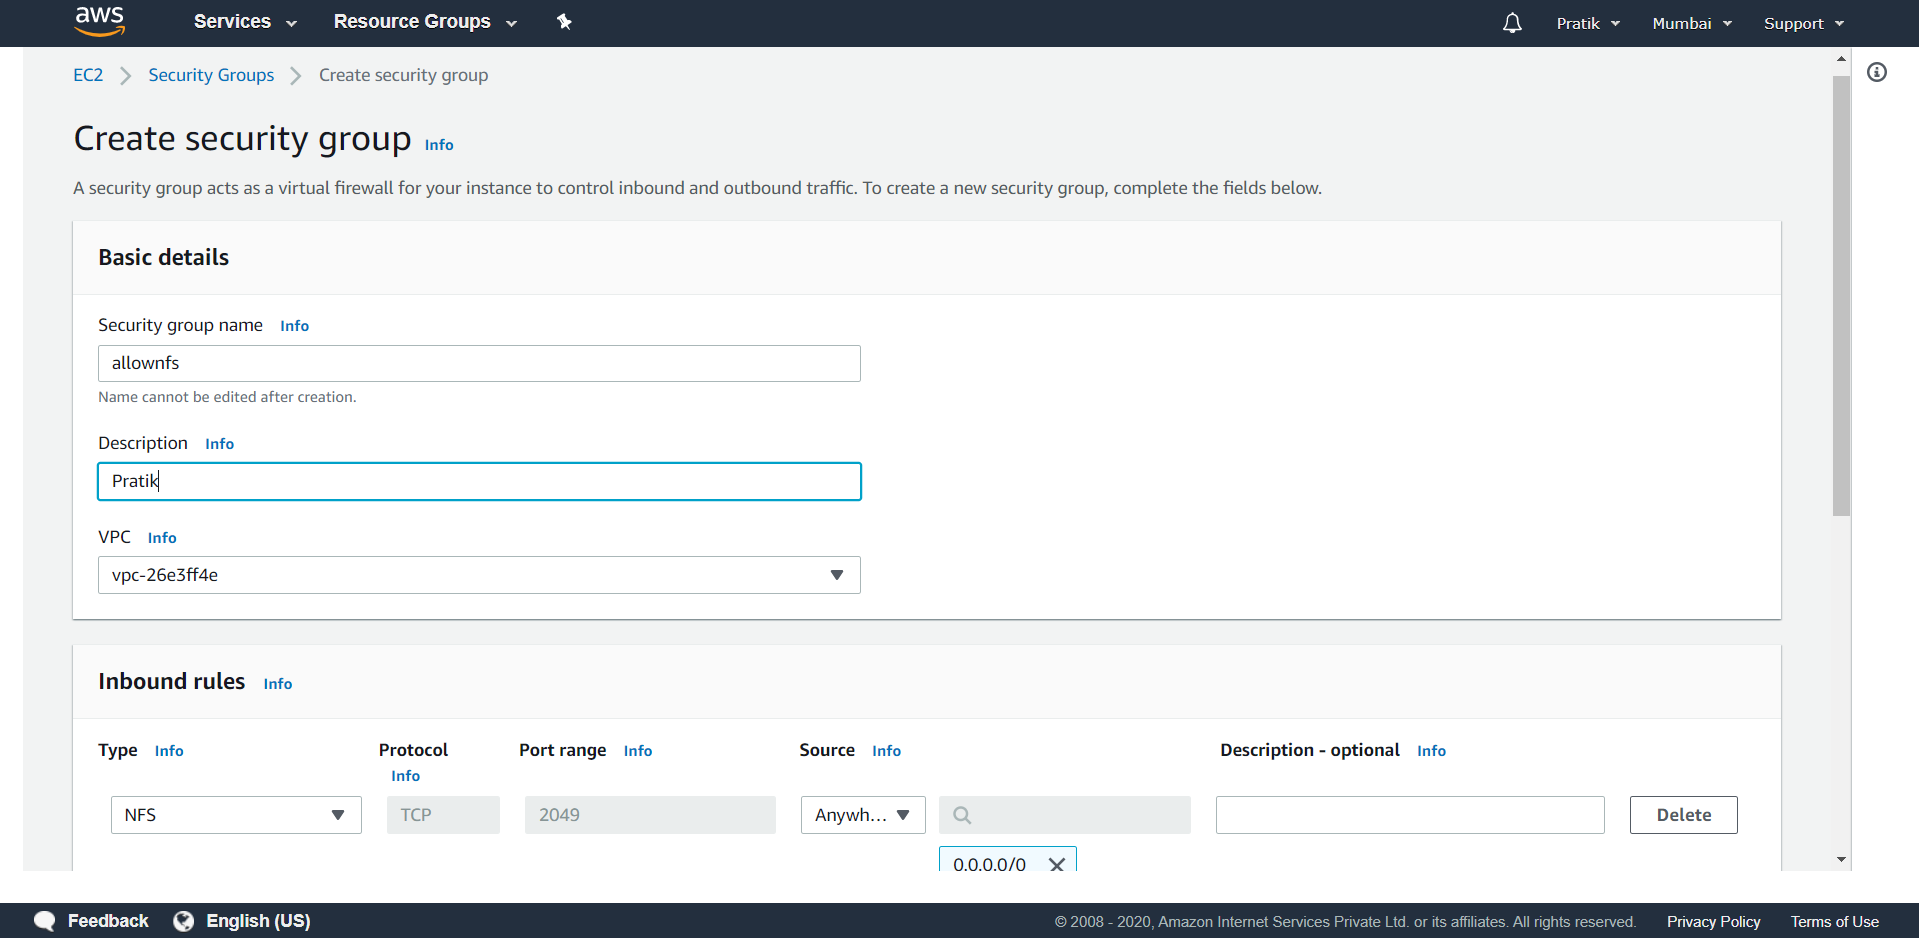 aws Services Resource Groups Pratik Mumbai Support
EC2 Security Groups Create security group
Create security group Info
A security group acts as a virtual firewall for your instance to control inbound and outbound traffic. To create a new security group, complete the fields below.
Basic details
Security group name Info
allownfs
Name cannot be edited after creation.
Description Info
Pratik
VPC Info
vpc-26e3ff4e
Inbound rules Info
Type Info Protocol Info Port range Info Source Info Description - optional Info
NFS TCP 2049 Anywh... Delete
0.0.0.0/0
Feedback English (US) © 2008 - 2020, Amazon Internet Services Private Ltd. or its affiliates. All rights reserved. Privacy Policy Terms of Use